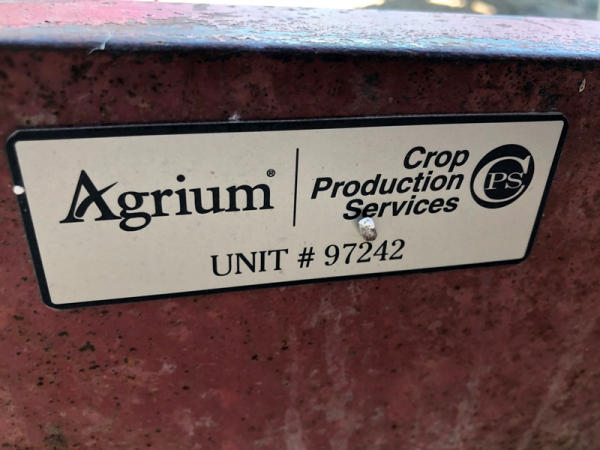 Agrium®
Crop
Production
Services
CPS
UNIT # 97242